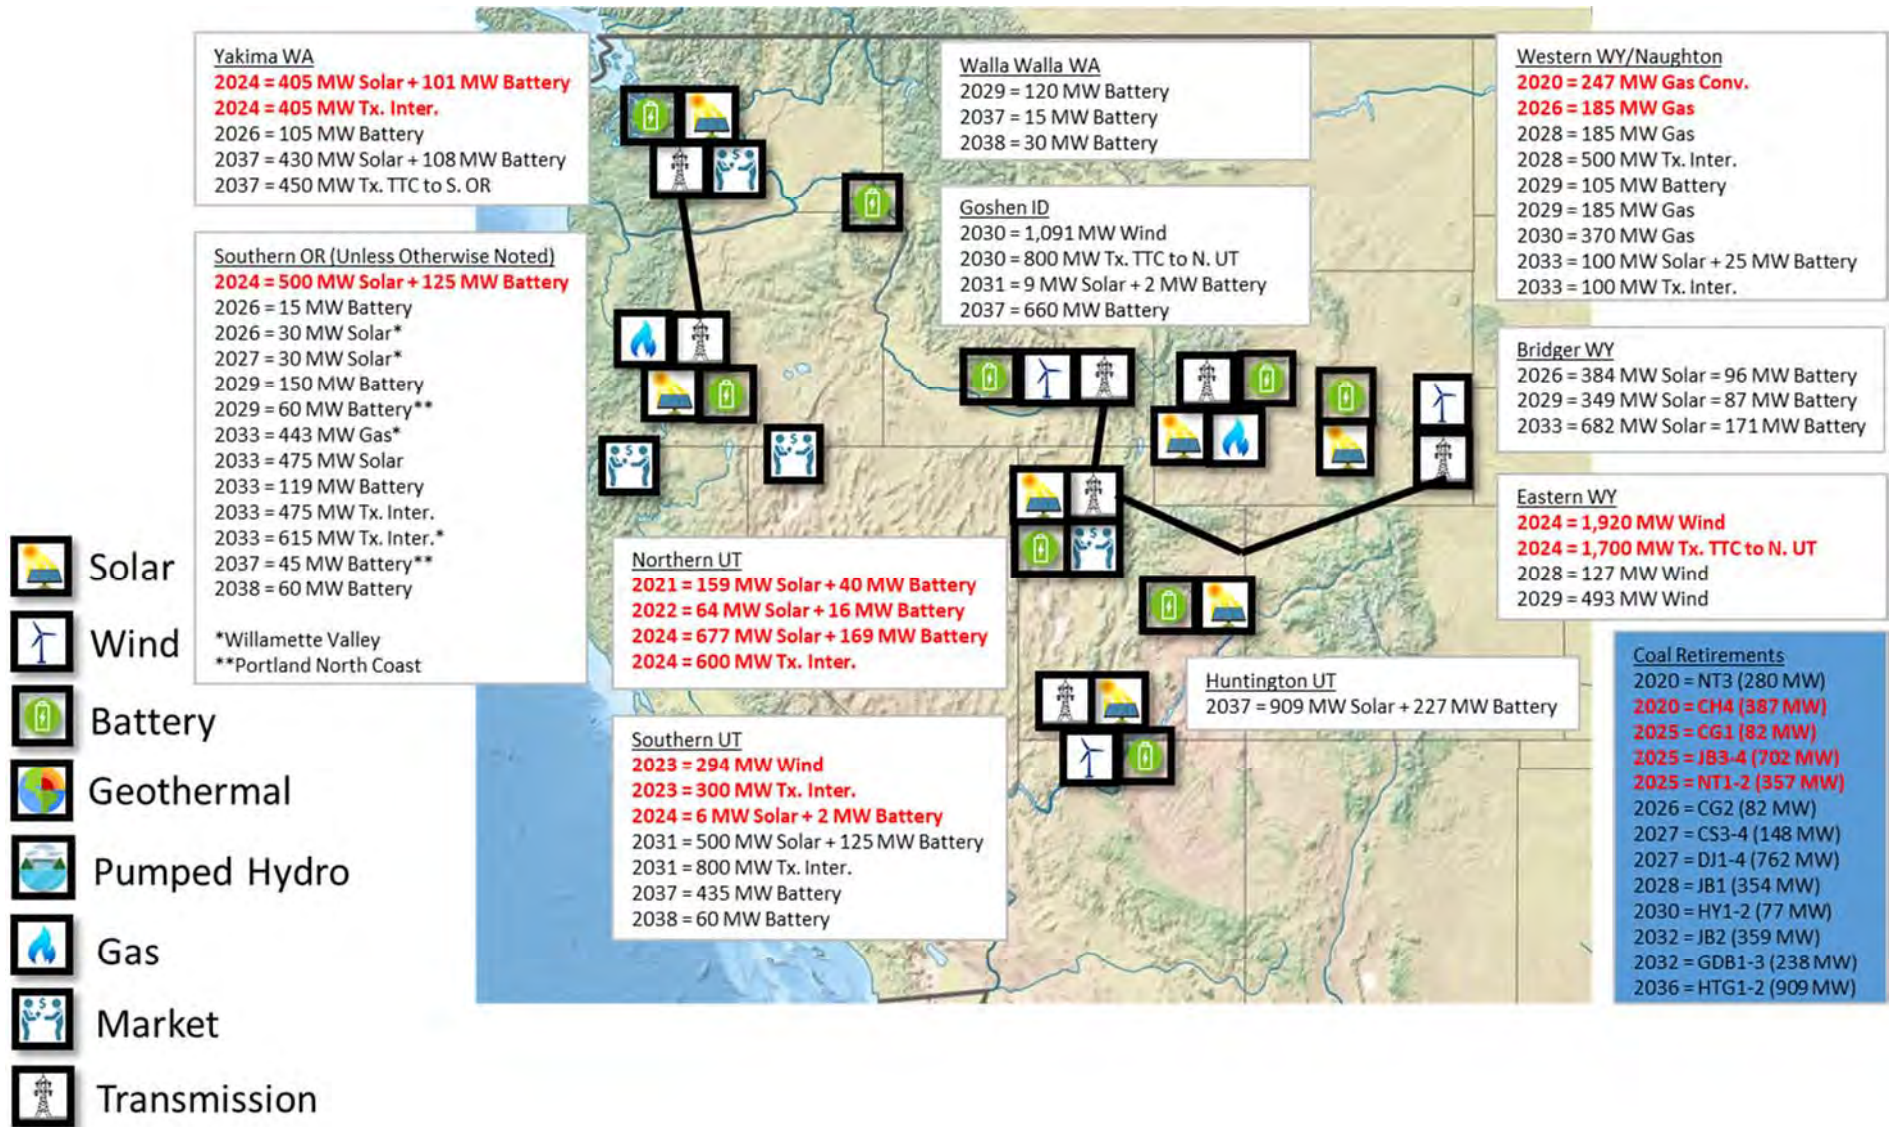 Yakima WA
2024 = 405 MW Solar + 101 MW Battery
2024 = 405 MW Tx. Inter.
2026 = 105 MW Battery
2037 = 430 MW Solar + 108 MW Battery
2037 = 450 MW Tx. TTC to S. OR
Southern OR (Unless Otherwise Noted)
2024 = 500 MW Solar + 125 MW Battery
2026 = 15 MW Battery
2026 = 30 MW Solar*
2027 = 30 MW Solar*
2029 = 150 MW Battery
2029 = 60 MW Battery**
2033 = 443 MW Gas*
2033 = 475 MW Solar
2033 = 119 MW Battery
2033 = 475 MW Tx. Inter.
2033 = 615 MW Tx. Inter.*
2037 = 45 MW Battery**
2038 = 60 MW Battery
*Willamette Valley
**Portland North Coast
Walla Walla WA
2029 = 120 MW Battery
2037 = 15 MW Battery
2038 = 30 MW Battery
Goshen ID
2030 = 1,091 MW Wind
2030 = 800 MW Tx. TTC to N. UT
2031 = 9 MW Solar + 2 MW Battery
2037 = 660 MW Battery
Western WY/Naughton
2020 = 247 MW Gas Conv.
2026 = 185 MW Gas
2028 = 185 MW Gas
2028 = 500 MW Tx. Inter.
2029 = 105 MW Battery
2029 = 185 MW Gas
2030 = 370 MW Gas
2033 = 100 MW Solar + 25 MW Battery
2033 = 100 MW Tx. Inter.
Bridger WY
2026 = 384 MW Solar = 96 MW Battery
2029 = 349 MW Solar = 87 MW Battery
2033 = 682 MW Solar = 171 MW Battery
Eastern WY
2024 = 1,920 MW Wind
2024 = 1,700 MW Tx. TTC to N. UT
2028 = 127 MW Wind
2029 = 493 MW Wind
Northern UT
2021 = 159 MW Solar + 40 MW Battery
2022 = 64 MW Solar + 16 MW Battery
2024 = 677 MW Solar + 169 MW Battery
2024 = 600 MW Tx. Inter.
Southern UT
2023 = 294 MW Wind
2023 = 300 MW Tx. Inter.
2024 = 6 MW Solar + 2 MW Battery
2031 = 500 MW Solar + 125 MW Battery
2031 = 800 MW Tx. Inter.
2037 = 435 MW Battery
2038 = 60 MW Battery
Huntington UT
2037 = 909 MW Solar + 227 MW Battery
Coal Retirements
2020 = NT3 (280 MW)
2020 = CH4 (387 MW)
2025 = CG1 (82 MW)
2025 = JB3-4 (702 MW)
2025 = NT1-2 (357 MW)
2026 = CG2 (82 MW)
2027 = CS3-4 (148 MW)
2027 = DJ1-4 (762 MW)
2028 = JB1 (354 MW)
2030 = HY1-2 (77 MW)
2032 = JB2 (359 MW)
2032 = GDB1-3 (238 MW)
2036 = HTG1-2 (909 MW)
Solar
Wind
Battery
Geothermal
Pumped Hydro
Gas
Market
Transmission